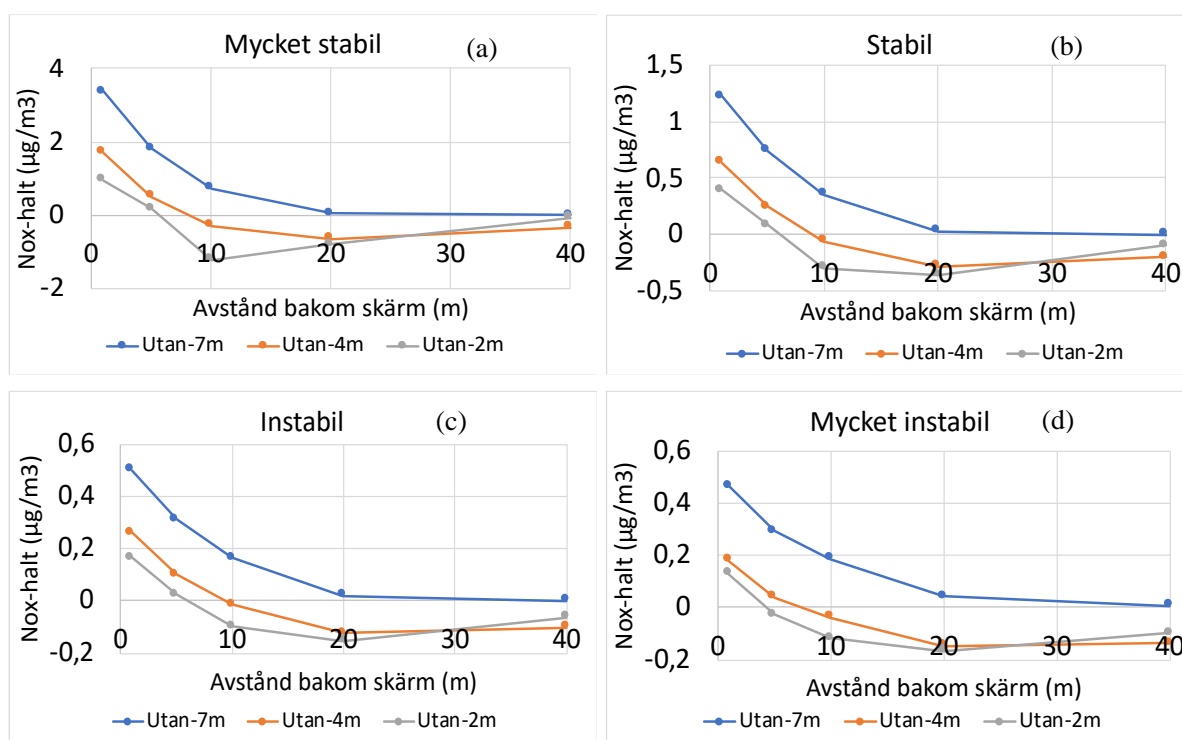 Mycket stabil (a)
Nox-halt (µg/m3)
4
2
0
-2
0 10 20 30 40
Avstånd bakom skärm (m)
Utan-7m Utan-4m Utan-2m
Stabil (b)
Nox-halt (µg/m3)
1,5
1
0,5
0
-0,5
0 10 20 30 40
Avstånd bakom skärm (m)
Utan-7m Utan-4m Utan-2m
Instabil (c)
Nox-halt (µg/m3)
0,6
0,4
0,2
0
-0,2
0 10 20 30 40
Avstånd bakom skärm (m)
Utan-7m Utan-4m Utan-2m
Mycket instabil (d)
Nox-halt (µg/m3)
0,6
0,4
0,2
0
-0,2
0 10 20 30 40
Avstånd bakom skärm (m)
Utan-7m Utan-4m Utan-2m